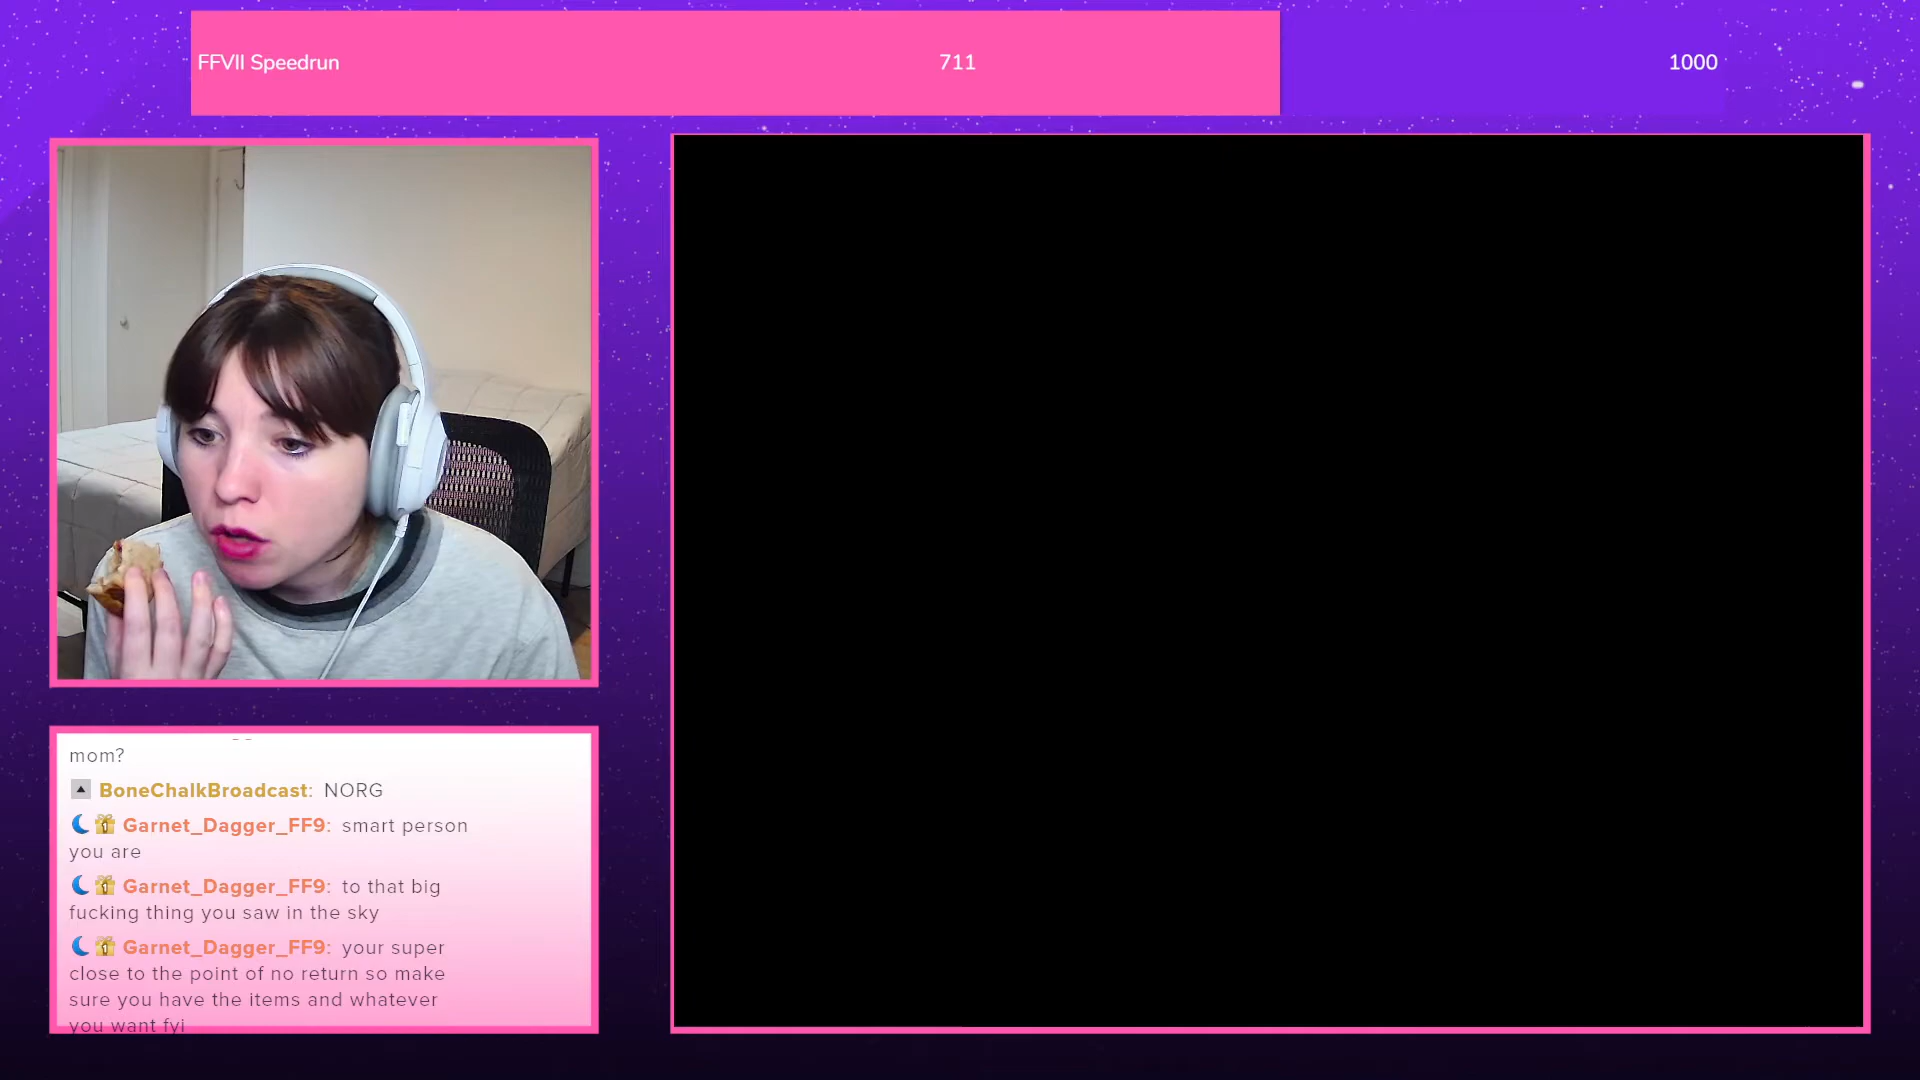 FFVII Speedrun 711 1000
mom?
BoneChalkBroadcast: NORG
Garnet_Dagger_FF9: smart person
you are
Garnet_Dagger_FF9: to that big
fucking thing you saw in the sky
Garnet_Dagger_FF9: your super
close to the point of no return so make
sure you have the items and whatever
you want fyi